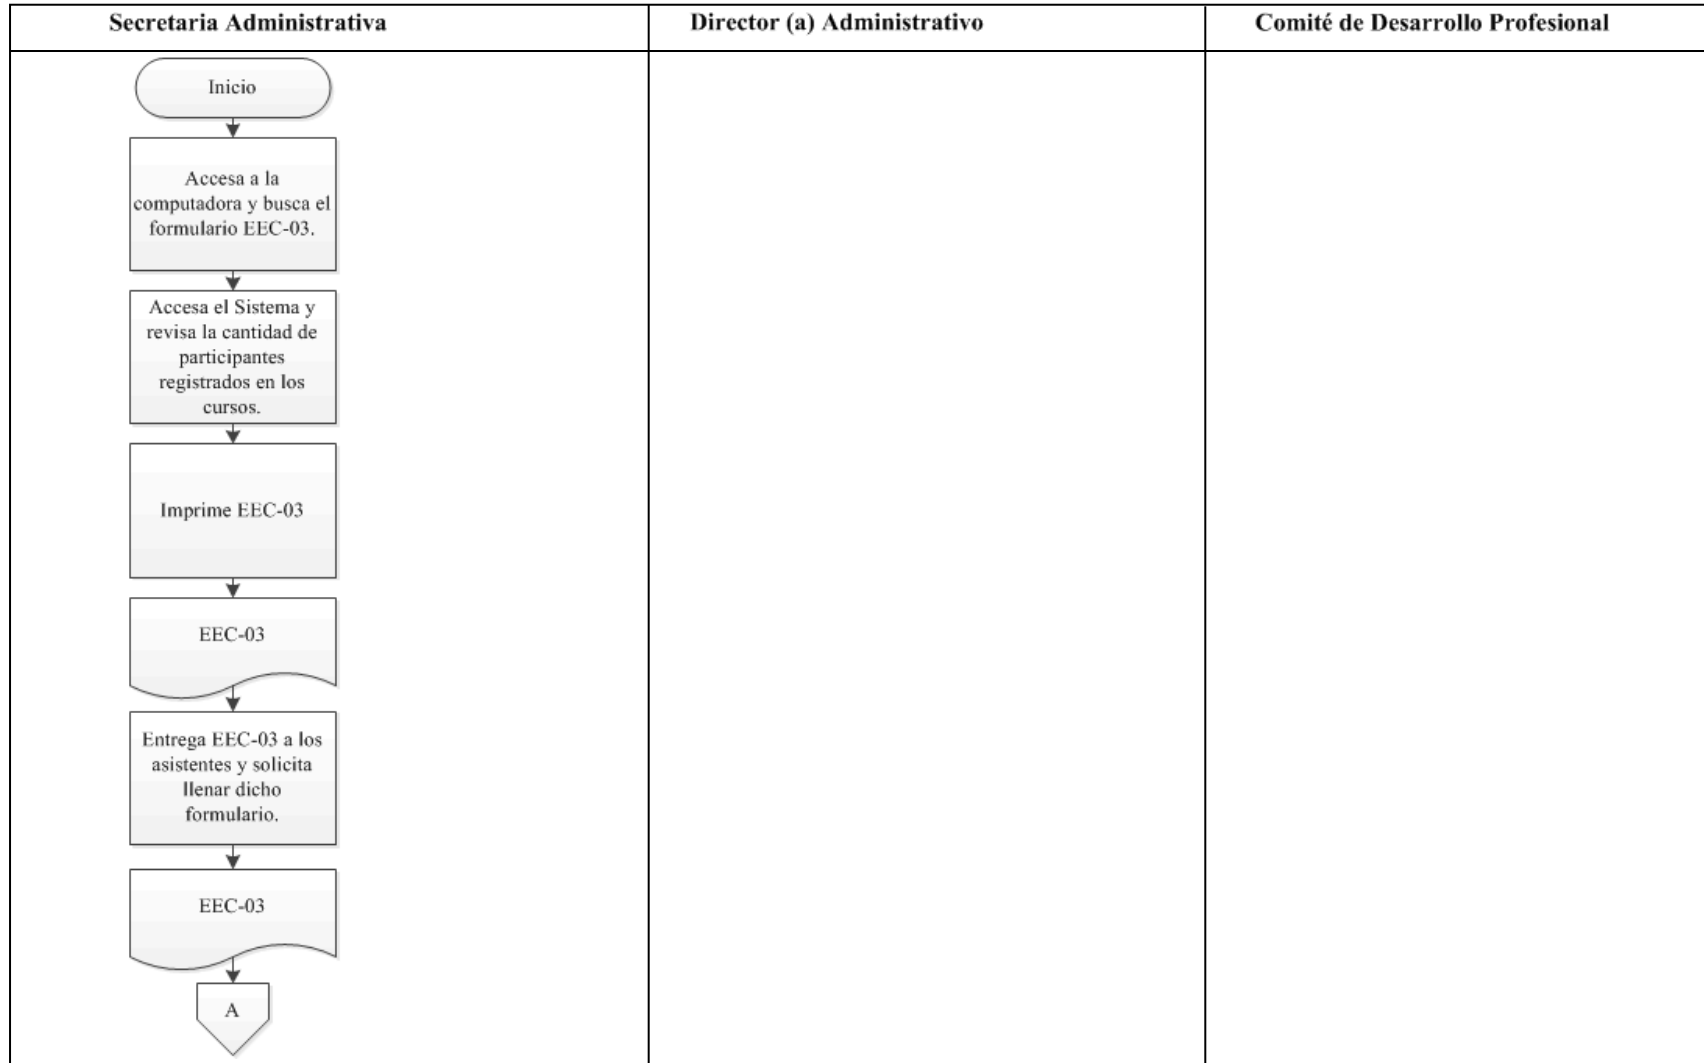 Secretaria Administrativa
Director (a) Administrativo
Comité de Desarrollo Profesional
Inicio
Accesa a la
computadora y busca el
formulario EEC-03.
Accesa el Sistema y
revisa la cantidad de
participantes
registrados en los
cursos.
Imprime EEC-03
EEC-03
Entrega EEC-03 a los
asistentes y solicita
llenar dicho
formulario.
EEC-03
A